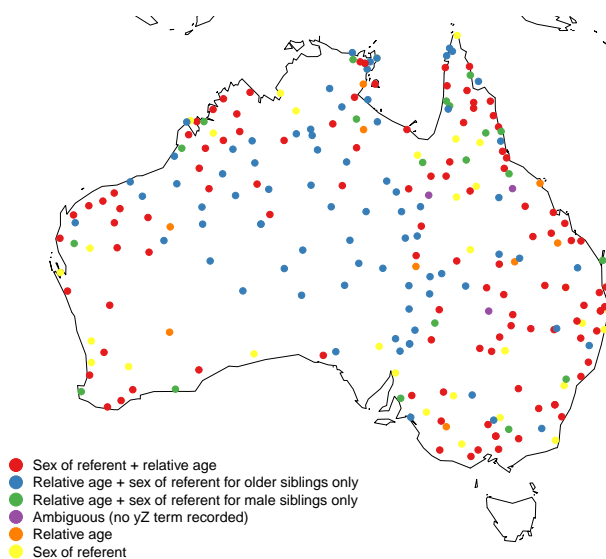 Sex of referent + relative age
Relative age + sex of referent for older siblings only
Relative age + sex of referent for male siblings only
Ambiguous (no yZ term recorded)
Relative age
Sex of referent